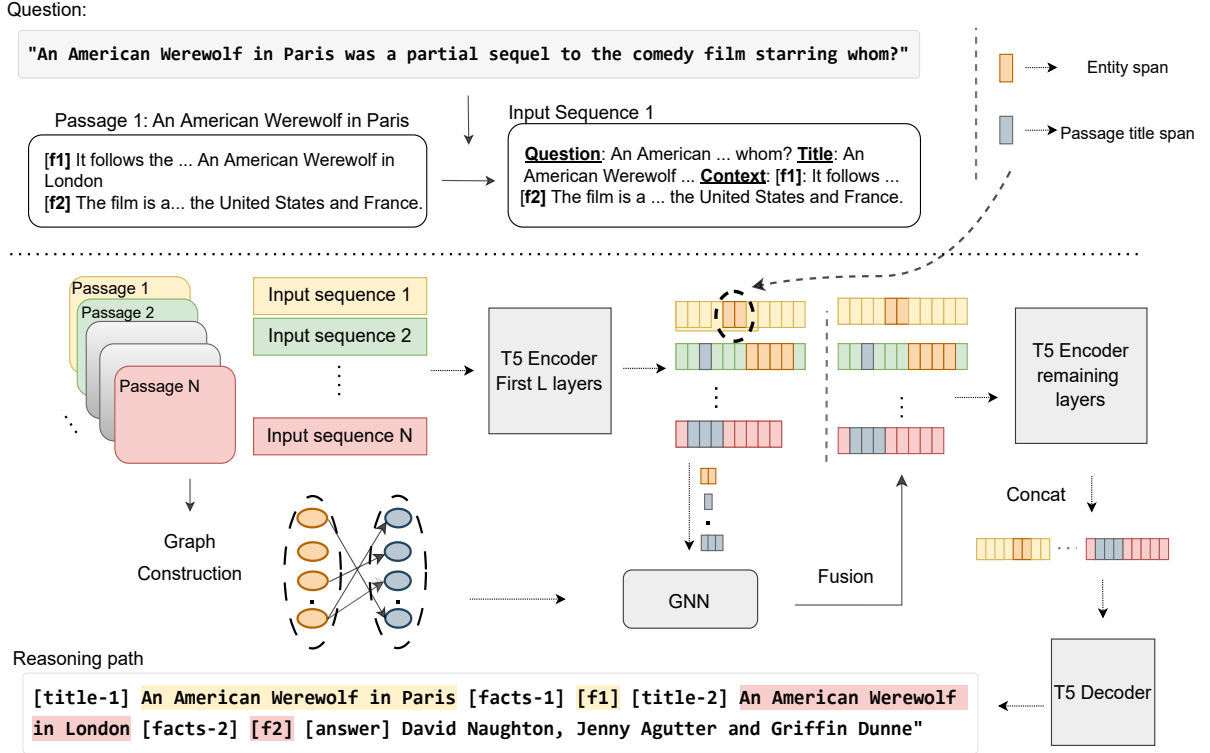 Question:
"An American Werewolf in Paris was a partial sequel to the comedy film starring whom?"
Entity span
Passage title span
Passage 1: An American Werewolf in Paris
[f1] It follows the ... An American Werewolf in
London
[f2] The film is a... the United States and France.
Input Sequence 1
Question: An American ... whom? Title: An
American Werewolf ... Context: [f1]: It follows ...
[f2] The film is a ... the United States and France.
Passage 1
Passage 2
Passage N
Input sequence 1
Input sequence 2
Input sequence N
T5 Encoder
First L layers
T5 Encoder
remaining
layers
Graph
Construction
GNN
Fusion
Concat
T5 Decoder
Reasoning path
[title-1] An American Werewolf in Paris [facts-1] [f1] [title-2] An American Werewolf
in London [facts-2] [f2] [answer] David Naughton, Jenny Agutter and Griffin Dunne"